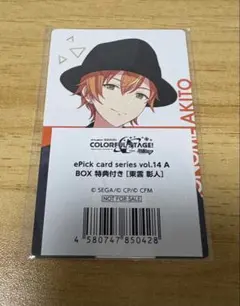 COLORFUL STAGE!
ePick card series vol.14 A
BOX 特典付き [東雲 彰人]
© SEGA/© CP/© CFM
NOT FOR SALE
4 580747 850428
AKITO